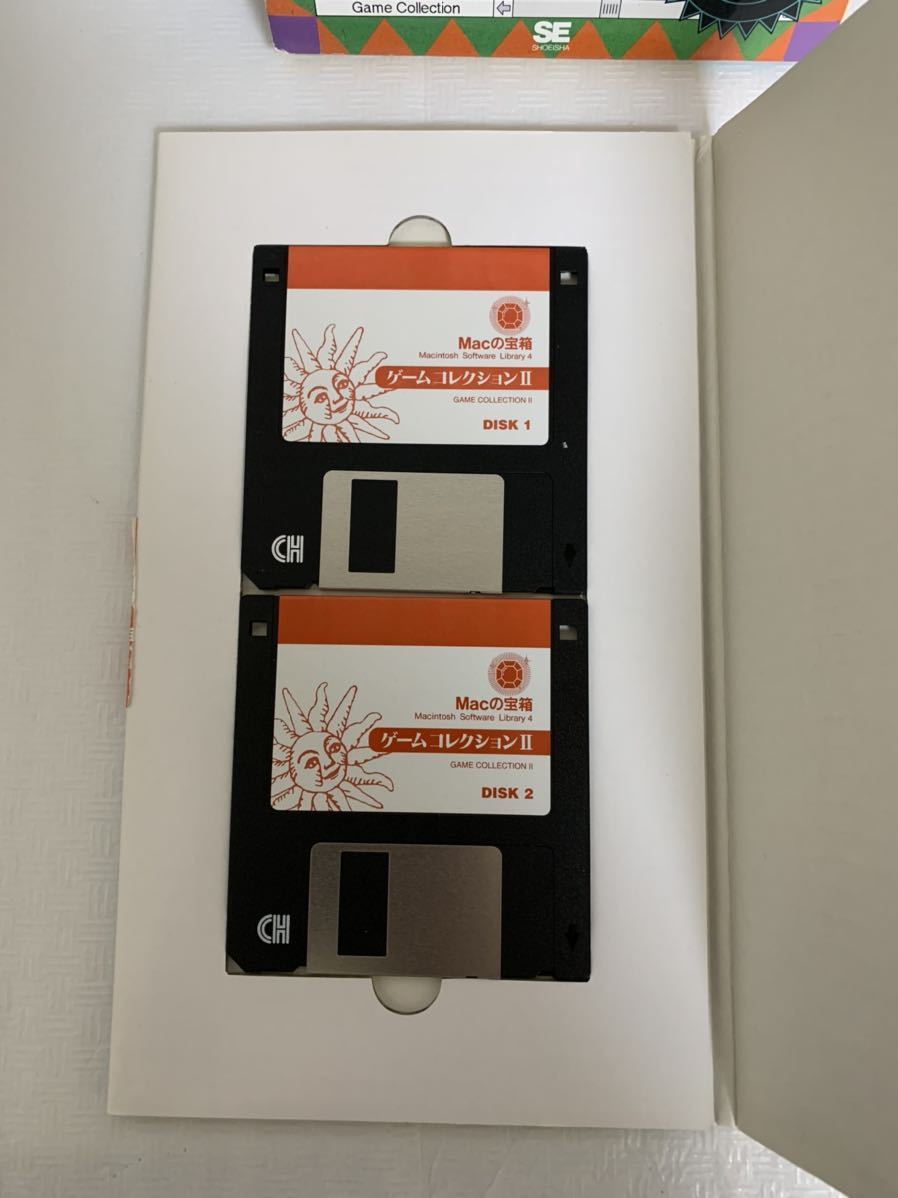 Game Collection
SE
SHOEISHA
Macの宝箱
Macintosh Software Library 4
ゲームコレクションII
GAME COLLECTION II
DISK 1
CH
Macの宝箱
Macintosh Software Library 4
ゲームコレクションII
GAME COLLECTION II
DISK 2
CH